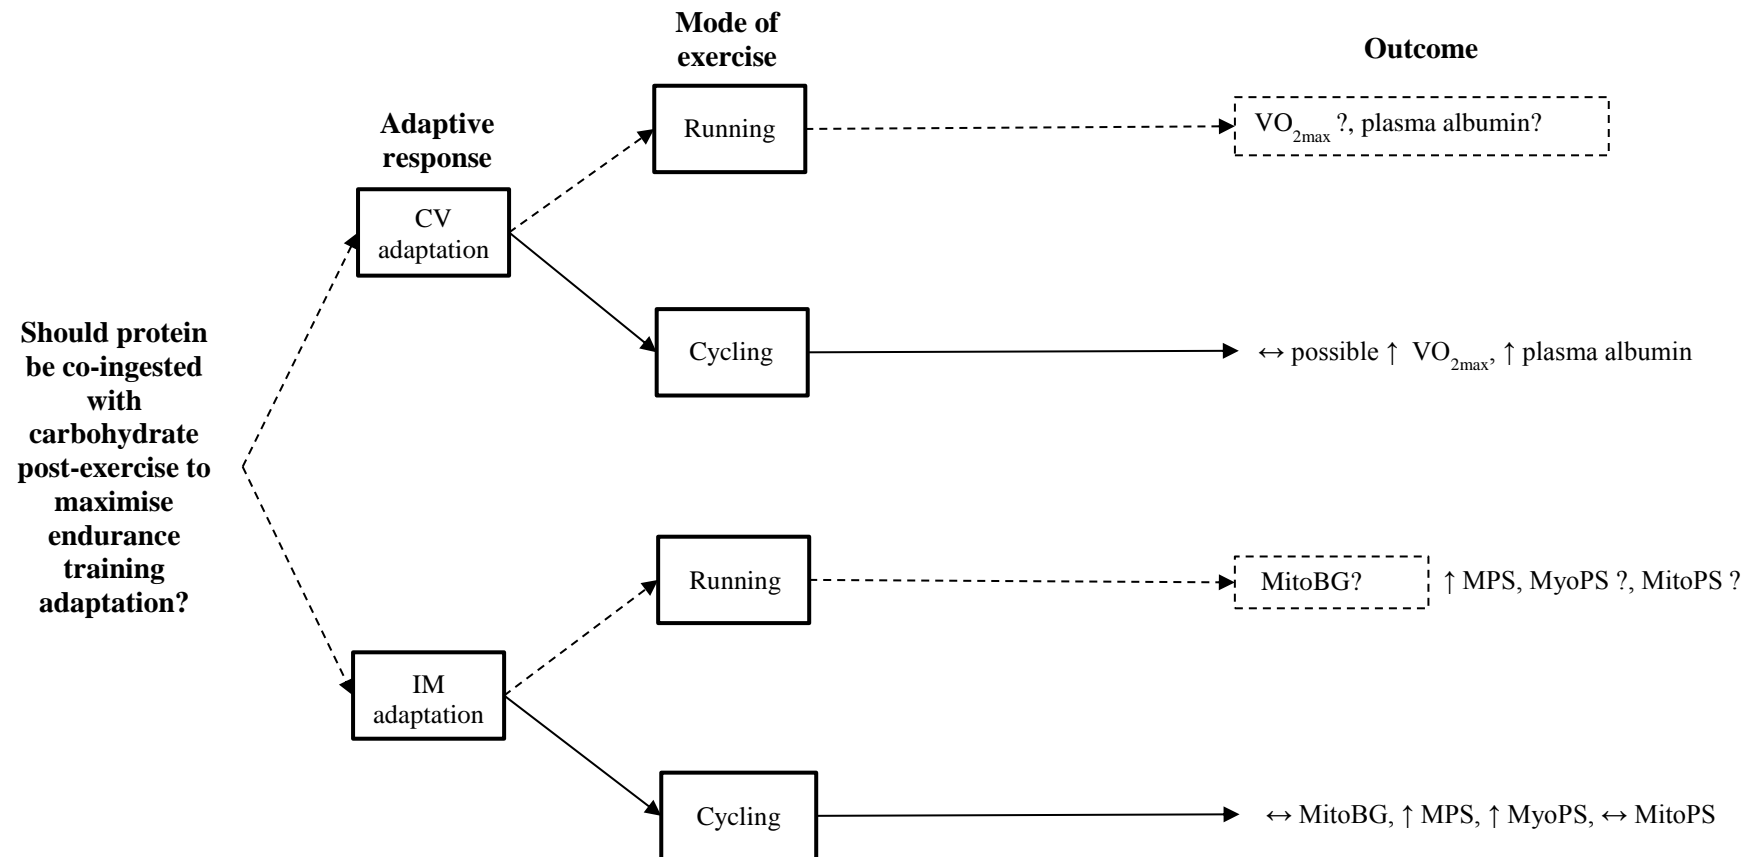 Mode of
exercise
Outcome
Running
VO2max ?, plasma albumin?
Adaptive
response
CV
adaptation
Cycling
↔ possible ↑ VO2max, ↑ plasma albumin
Should protein
be co-ingested
with
carbohydrate
post-exercise to
maximise
endurance
training
adaptation?
Running
MitoBG? ↑ MPS, MyoPS ?, MitoPS ?
IM
adaptation
Cycling
↔ MitoBG, ↑ MPS, ↑ MyoPS, ↔ MitoPS